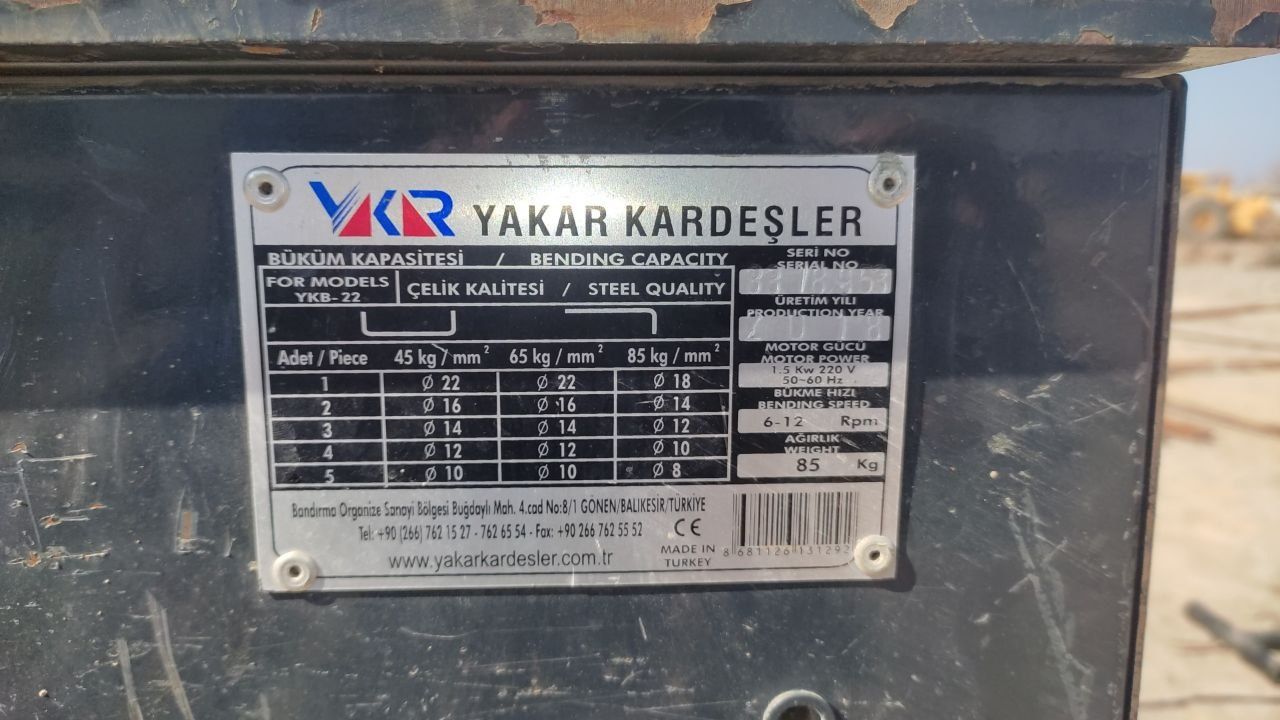 YKR YAKAR KARDEŞLER
BÜKÜM KAPASİTESİ / BENDING CAPACITY
FOR MODELS
YKB-22
ÇELİK KALİTESİ / STEEL QUALITY
Adet / Piece 45 kg / mm² 65 kg / mm² 85 kg / mm²
1 Ø 22 Ø 22 Ø 18
2 Ø 16 Ø 16 Ø 14
3 Ø 14 Ø 14 Ø 12
4 Ø 12 Ø 12 Ø 10
5 Ø 10 Ø 10 Ø 8
SERİ NO
SERIAL NO
ÜRETİM YILI
PRODUCTION YEAR
MOTOR GÜCÜ
MOTOR POWER
1.5 Kw 220 V
50~60 Hz
BÜKME HIZI
BENDING SPEED
6-12 Rpm
AĞIRLIK
WEIGHT
85 Kg
Bandırma Organize Sanayi Bölgesi Buğdaylı Mah. 4.cad No:8/1 GÖNEN/BALIKESİR/TÜRKİYE
Tel: +90 (266) 762 15 27 - 762 65 54 - Fax: +90 266 762 55 52
www.yakarkardesler.com.tr
CE
MADE IN
TURKEY
8 681126 131292